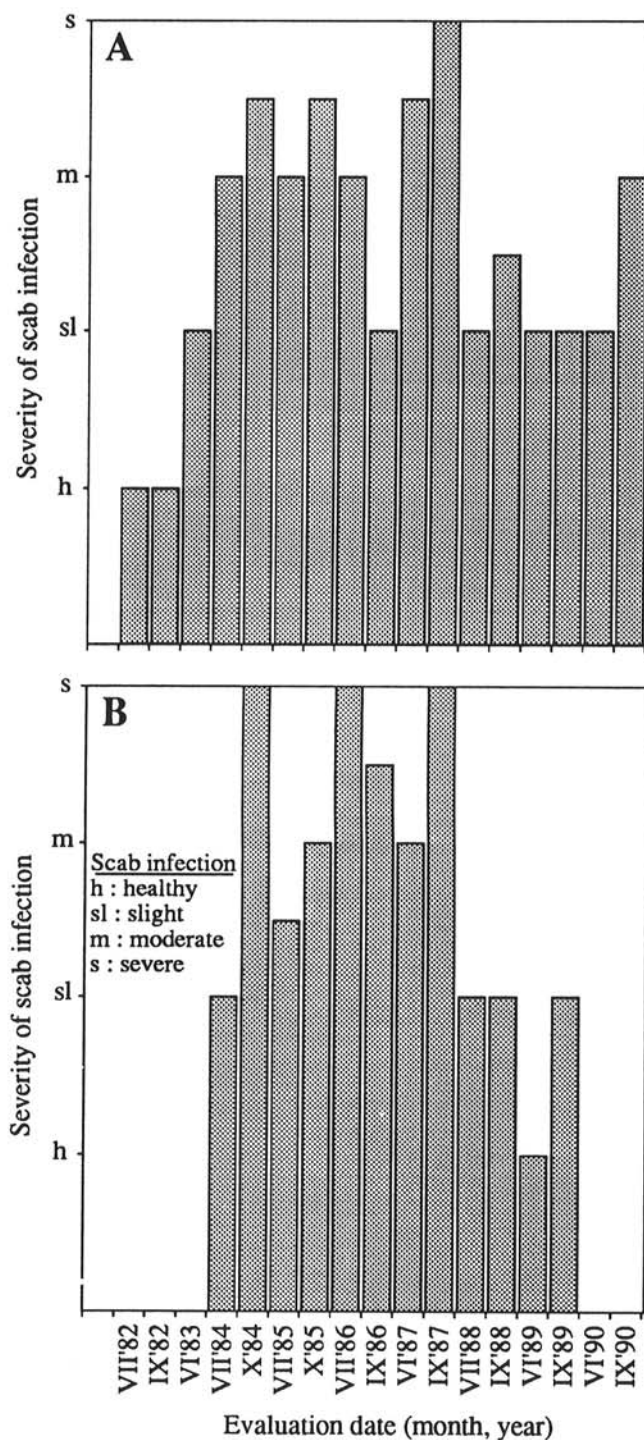 s
A
m
sl
h
Severity of scab infection
s
B
m
Scab infection
h : healthy
sl : slight
m : moderate
s : severe
sl
h
Severity of scab infection
VII'82
IX'82
VI'83
VII'84
X'84
VII'85
X'85
VII'86
IX'86
VI'87
IX'87
VII'88
IX'88
VI'89
IX'89
VI'90
IX'90
Evaluation date (month, year)